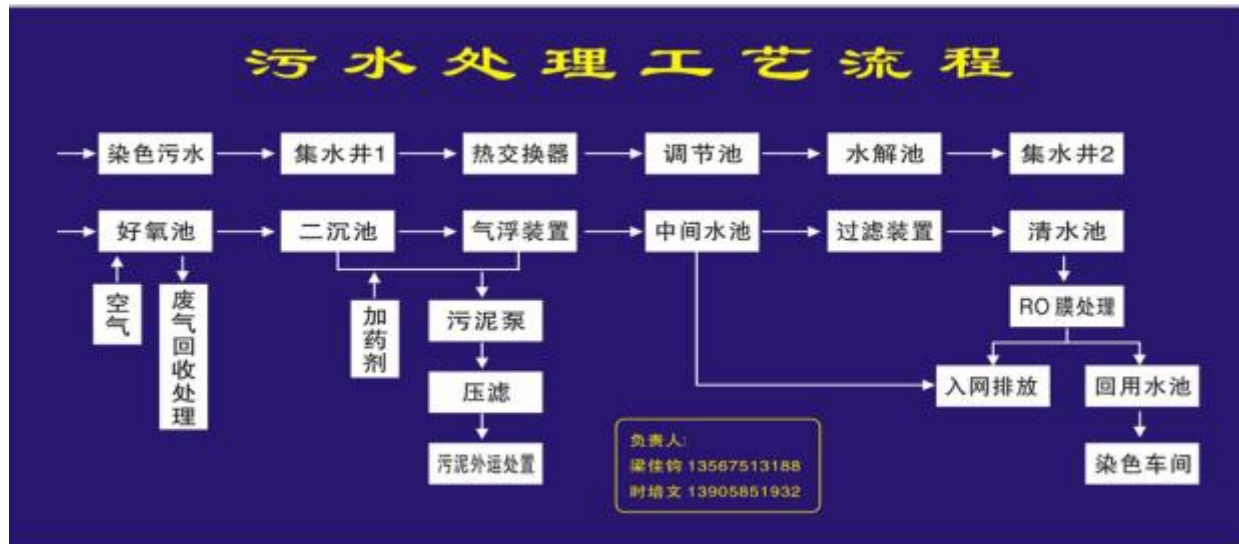 污水处理工艺流程
染色污水
集水井1
热交换器
调节池
水解池
集水井2
好氧池
二沉池
气浮装置
中间水池
过滤装置
清水池
空气
废气回收处理
加药剂
污泥泵
RO膜处理
压滤
入网排放
回用水池
污泥外运处置
染色车间
负责人:
梁佳钧 13567513188
时培文 13905851932